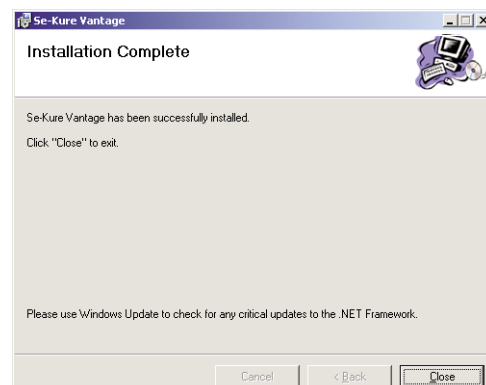 Se-Kure Vantage
Installation Complete
Se-Kure Vantage has been successfully installed.
Click "Close" to exit.
Please use Windows Update to check for any critical updates to the .NET Framework.
Cancel
< Back
Close